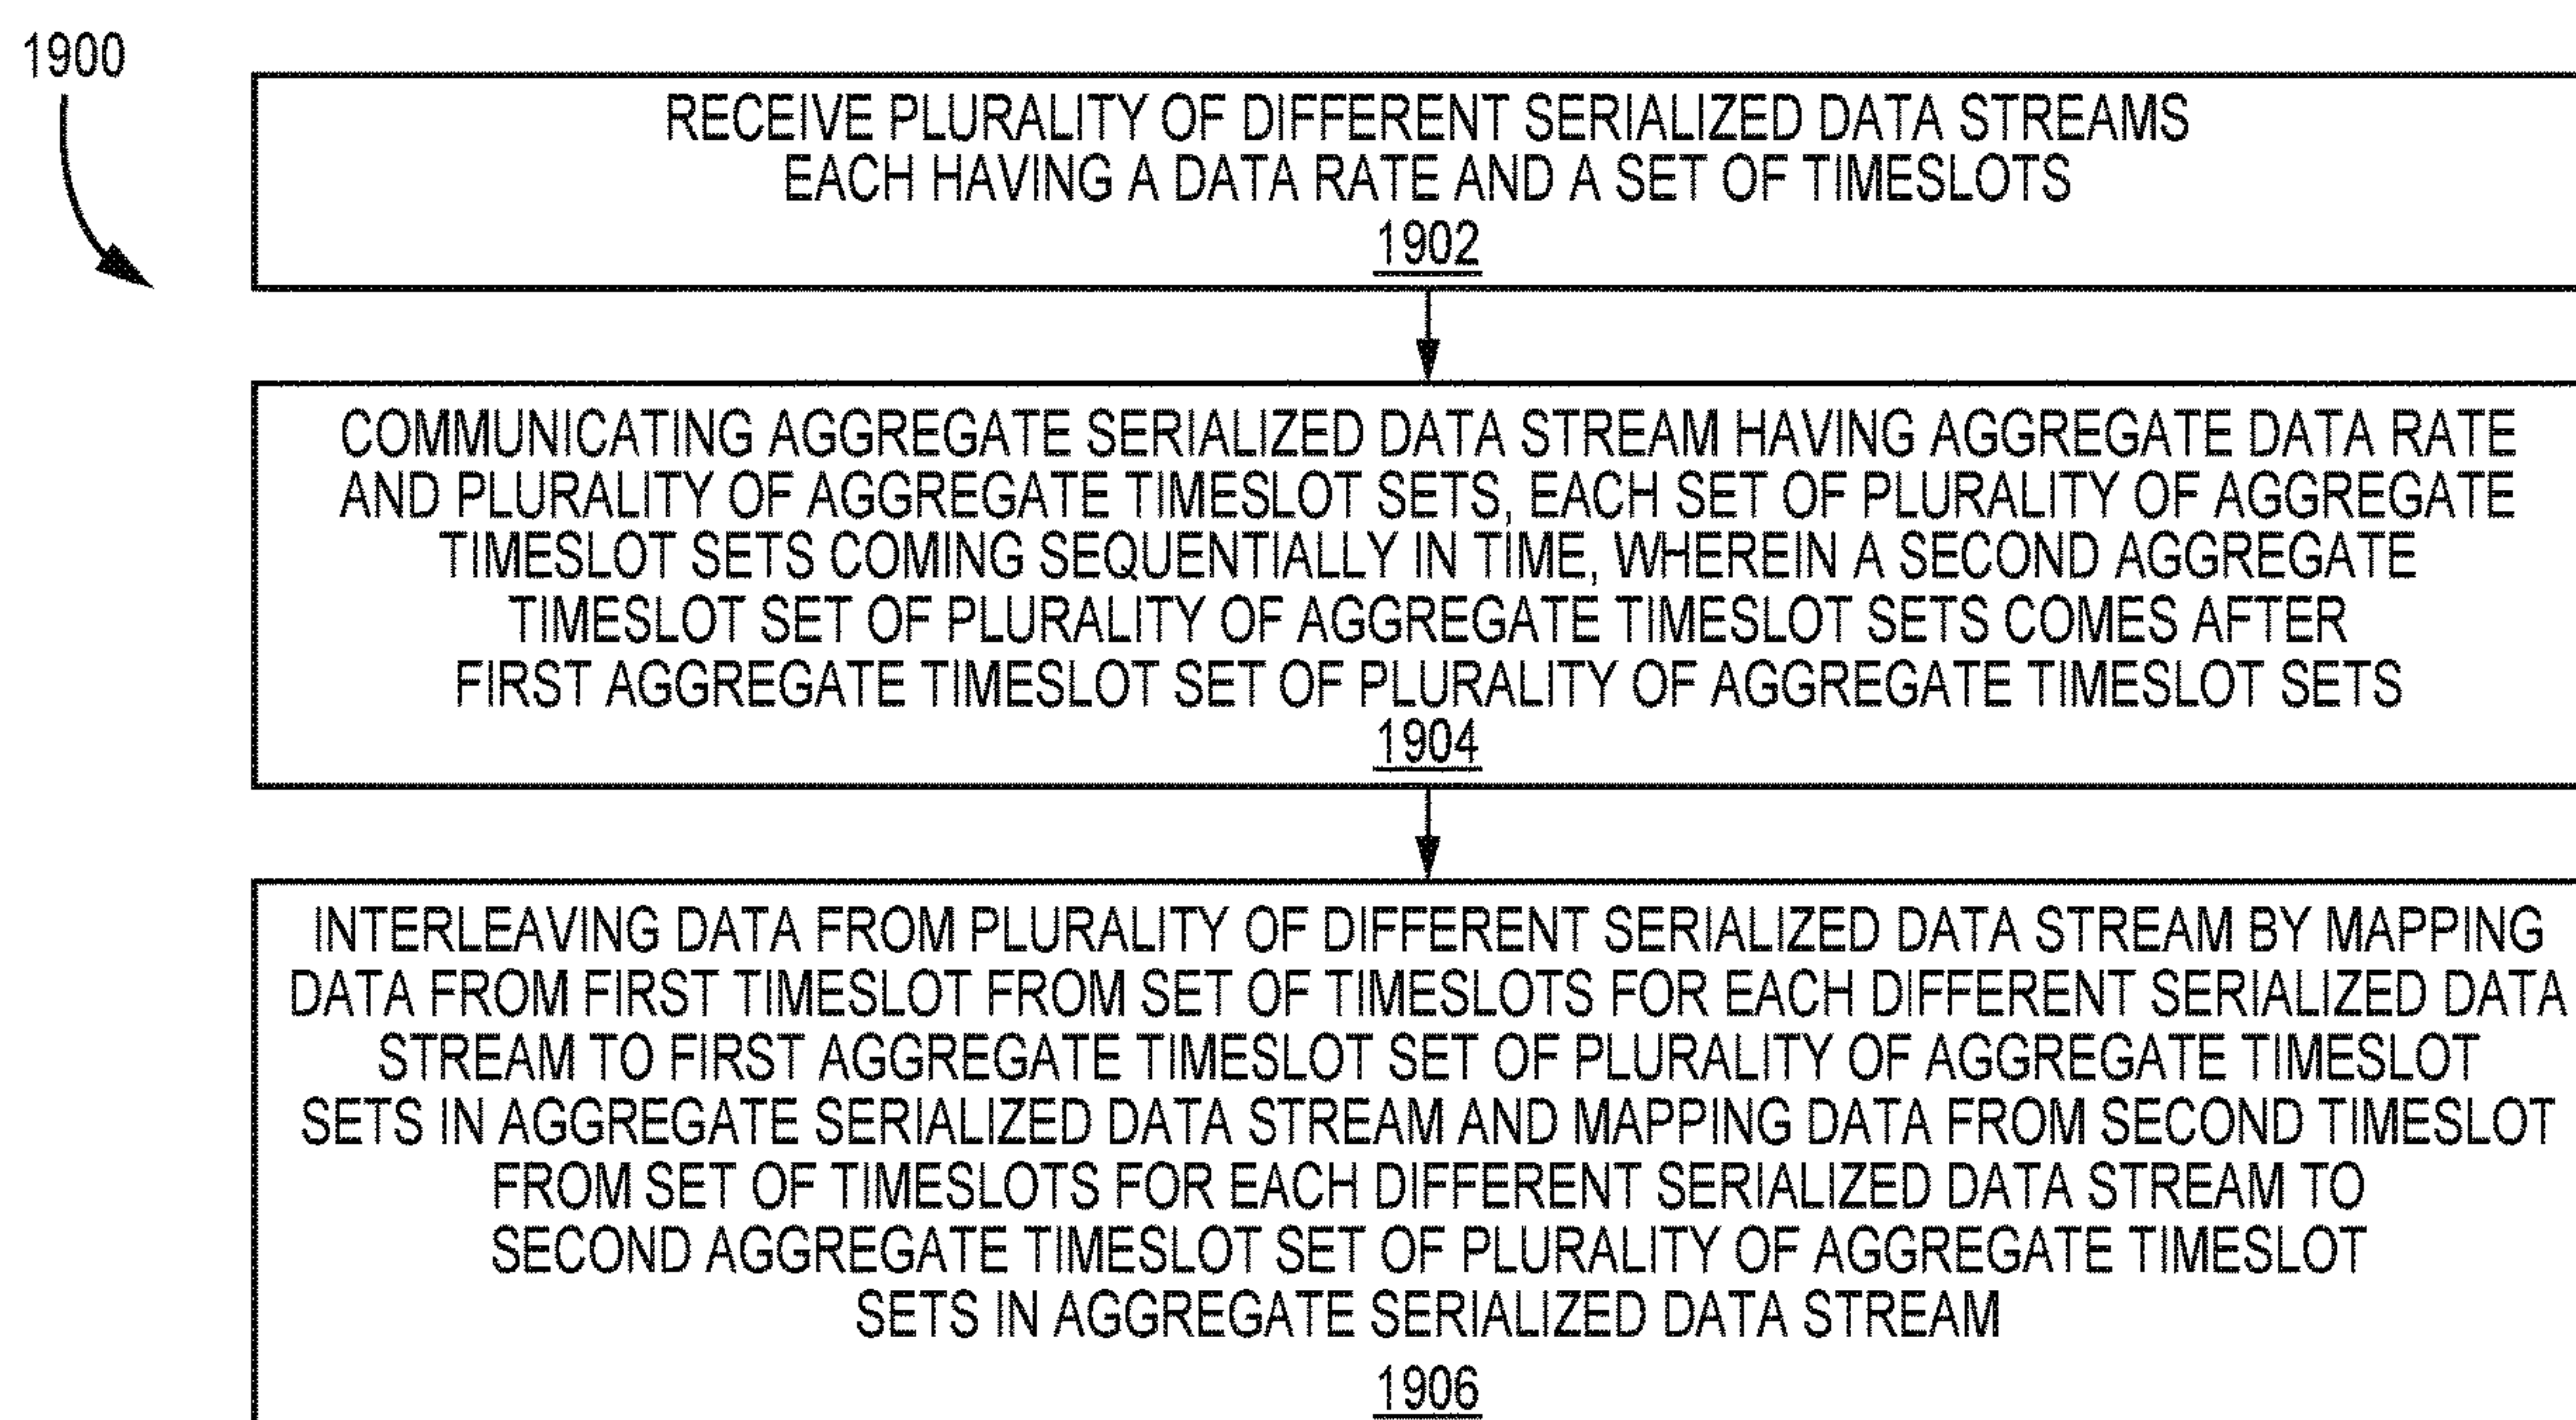 1900
RECEIVE PLURALITY OF DIFFERENT SERIALIZED DATA STREAMS
EACH HAVING A DATA RATE AND A SET OF TIMESLOTS
1902
COMMUNICATING AGGREGATE SERIALIZED DATA STREAM HAVING AGGREGATE DATA RATE
AND PLURALITY OF AGGREGATE TIMESLOT SETS, EACH SET OF PLURALITY OF AGGREGATE
TIMESLOT SETS COMING SEQUENTIALLY IN TIME, WHEREIN A SECOND AGGREGATE
TIMESLOT SET OF PLURALITY OF AGGREGATE TIMESLOT SETS COMES AFTER
FIRST AGGREGATE TIMESLOT SET OF PLURALITY OF AGGREGATE TIMESLOT SETS
1904
INTERLEAVING DATA FROM PLURALITY OF DIFFERENT SERIALIZED DATA STREAM BY MAPPING
DATA FROM FIRST TIMESLOT FROM SET OF TIMESLOTS FOR EACH DIFFERENT SERIALIZED DATA
STREAM TO FIRST AGGREGATE TIMESLOT SET OF PLURALITY OF AGGREGATE TIMESLOT
SETS IN AGGREGATE SERIALIZED DATA STREAM AND MAPPING DATA FROM SECOND TIMESLOT
FROM SET OF TIMESLOTS FOR EACH DIFFERENT SERIALIZED DATA STREAM TO
SECOND AGGREGATE TIMESLOT SET OF PLURALITY OF AGGREGATE TIMESLOT
SETS IN AGGREGATE SERIALIZED DATA STREAM
1906